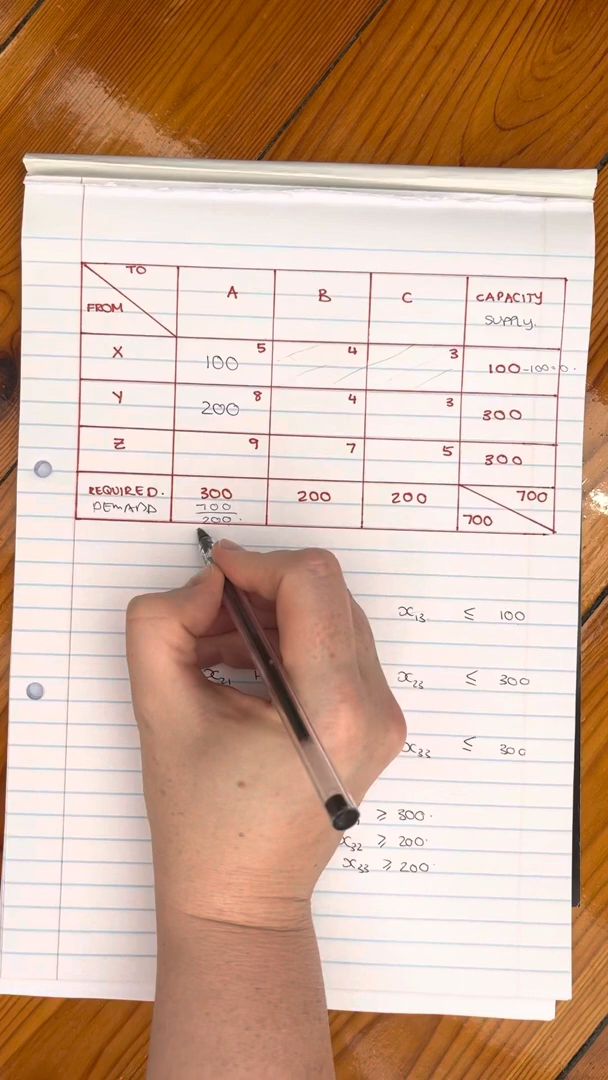 TO
FROM A B C CAPACITY
SUPPLY.
X 5 4 3
100 100-100=0.
Y 8 4 3
200 300
Z 9 7 5 300
REQUIRED. 300 200 200 700
DEMAND 100
200. 700
x₁₃ ≤ 100
x₂₁ x₂₃ ≤ 300
x₃₃ ≤ 300
≥ 300.
x₃₂ ≥ 200.
x₃₃ ≥ 200